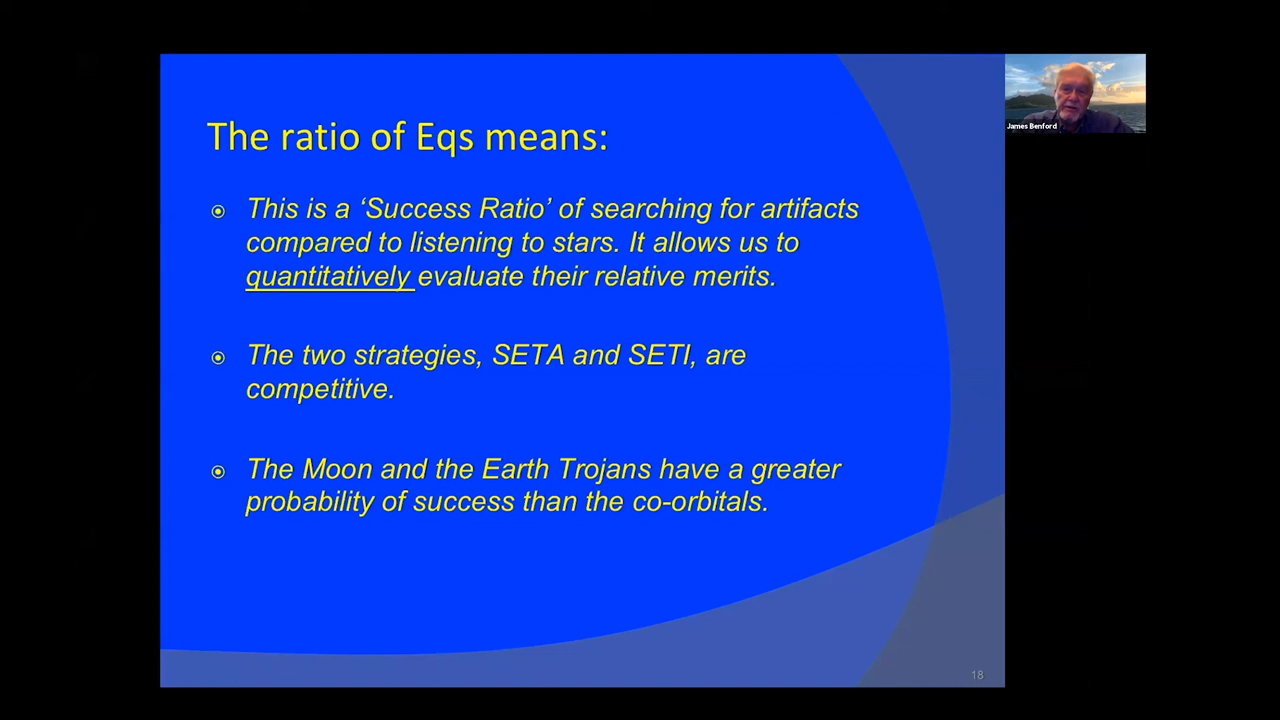 The ratio of Eqs means:
This is a ‘Success Ratio’ of searching for artifacts
compared to listening to stars. It allows us to
quantitatively evaluate their relative merits.
The two strategies, SETA and SETI, are
competitive.
The Moon and the Earth Trojans have a greater
probability of success than the co-orbitals.
18
James Benford